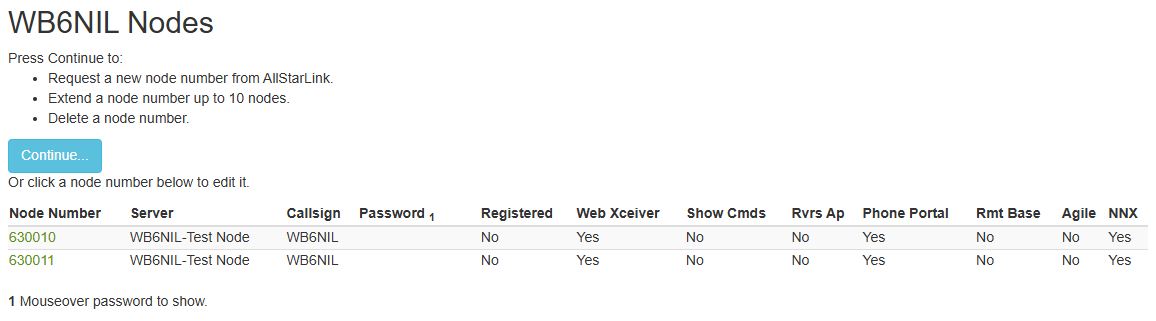 WB6NIL Nodes
Press Continue to:
• Request a new node number from AllStarLink.
• Extend a node number up to 10 nodes.
• Delete a node number.
Continue...
Or click a node number below to edit it.
Node Number Server Callsign Password 1 Registered Web Xceiver Show Cmds Rvrs Ap Phone Portal Rmt Base Agile NNX
630010 WB6NIL-Test Node WB6NIL No Yes No No Yes No No Yes
630011 WB6NIL-Test Node WB6NIL No Yes No No Yes No No Yes
1 Mouseover password to show.